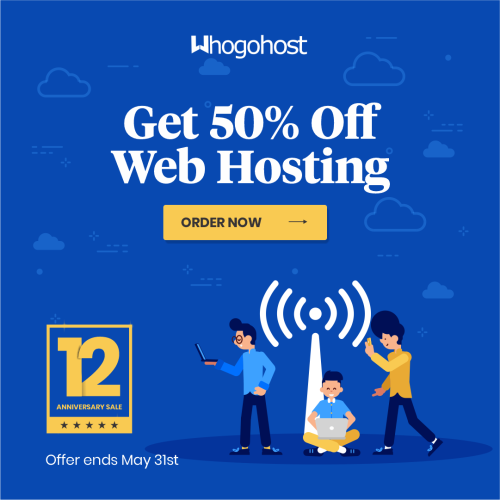 Whogohost
Get 50% Off
Web Hosting
ORDER NOW
12
ANNIVERSARY SALE
Offer ends May 31st